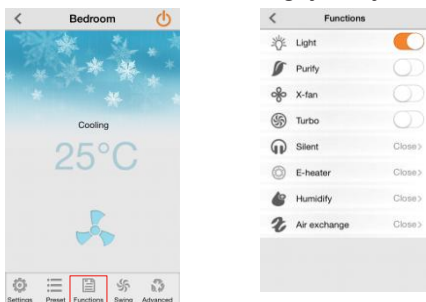 Bedroom
Cooling
25°C
Settings Preset Functions Swing Advanced
Functions
Light
Purify
X-fan
Turbo
Silent Close>
E-heater Close>
Humidify Close>
Air exchange Close>